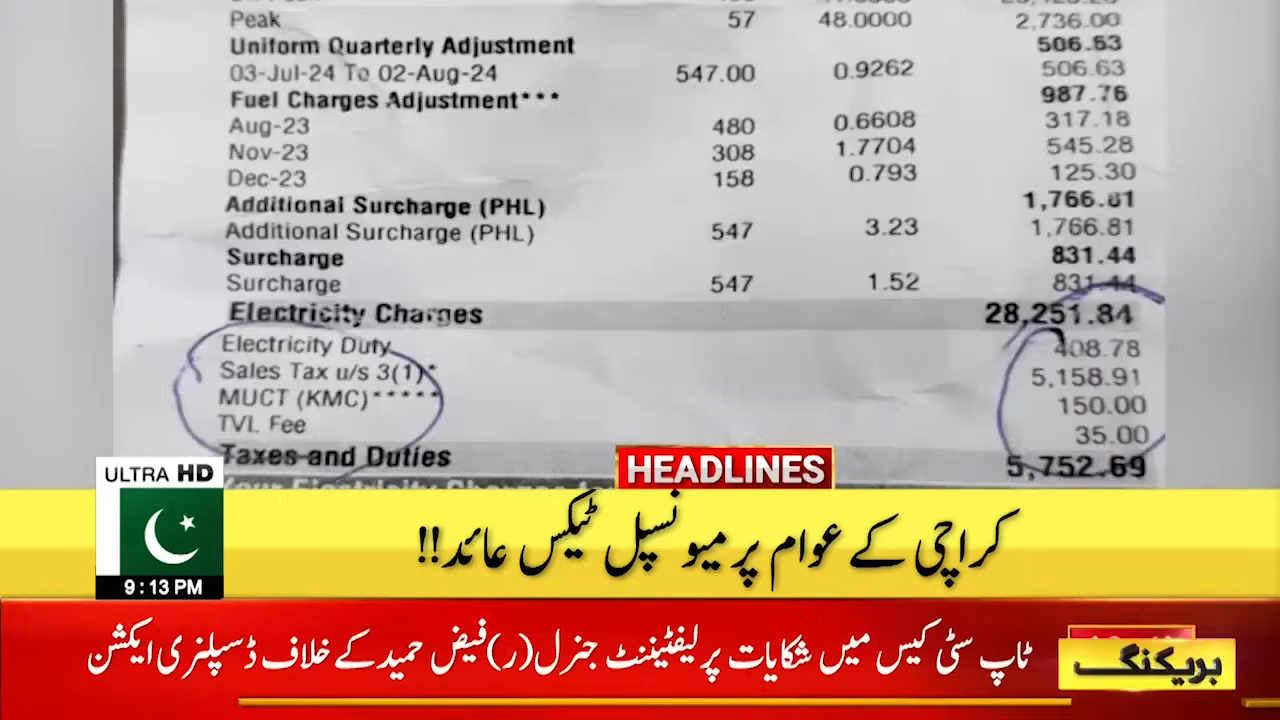 Peak 57 48.0000 2,736.00
Uniform Quarterly Adjustment 506.63
03-Jul-24 To 02-Aug-24 547.00 0.9262 506.63
Fuel Charges Adjustment*** 987.76
Aug-23 480 0.6608 317.18
Nov-23 308 1.7704 545.28
Dec-23 158 0.793 125.30
Additional Surcharge (PHL) 1,766.81
Additional Surcharge (PHL) 547 3.23 1,766.81
Surcharge 831.44
Surcharge 547 1.52 831.44
Electricity Charges 28,251.84
Electricity Duty 408.78
Sales Tax u/s 3(1)* 5,158.91
MUCT (KMC)***** 150.00
TVL Fee 35.00
Taxes and Duties 5,752.69
HEADLINES
ULTRA HD
9:13 PM
کراچی کے عوام پر میونسپل ٹیکس عائد!!
بریکنگ
ٹاپ سٹی کیس میں شکایات پر لیفٹیننٹ جنرل(ر)فیض حمید کے خلاف ڈسپلنری ایکشن